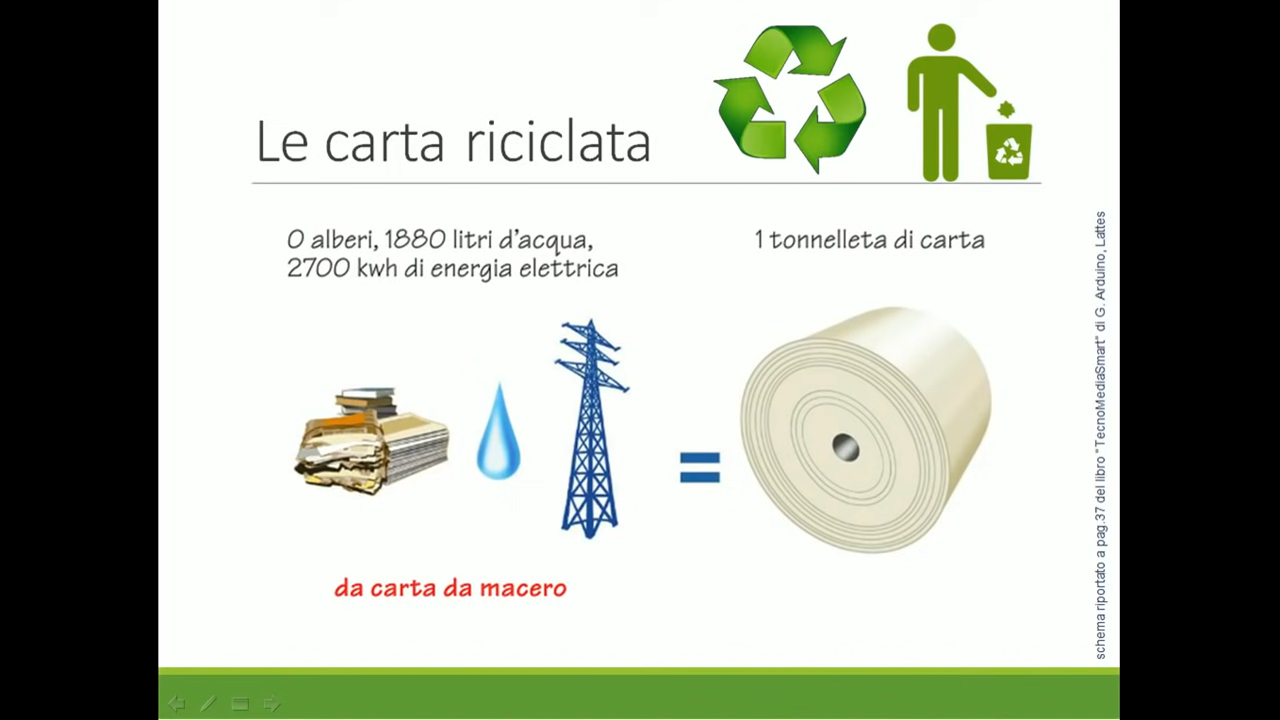 Le carta riciclata
0 alberi, 1880 litri d'acqua,
2700 kwh di energia elettrica
1 tonnelleta di carta
da carta da macero
schema riportato a pag.37 del libro "TecnoMediaSmart" di G. Arduino, Lattes